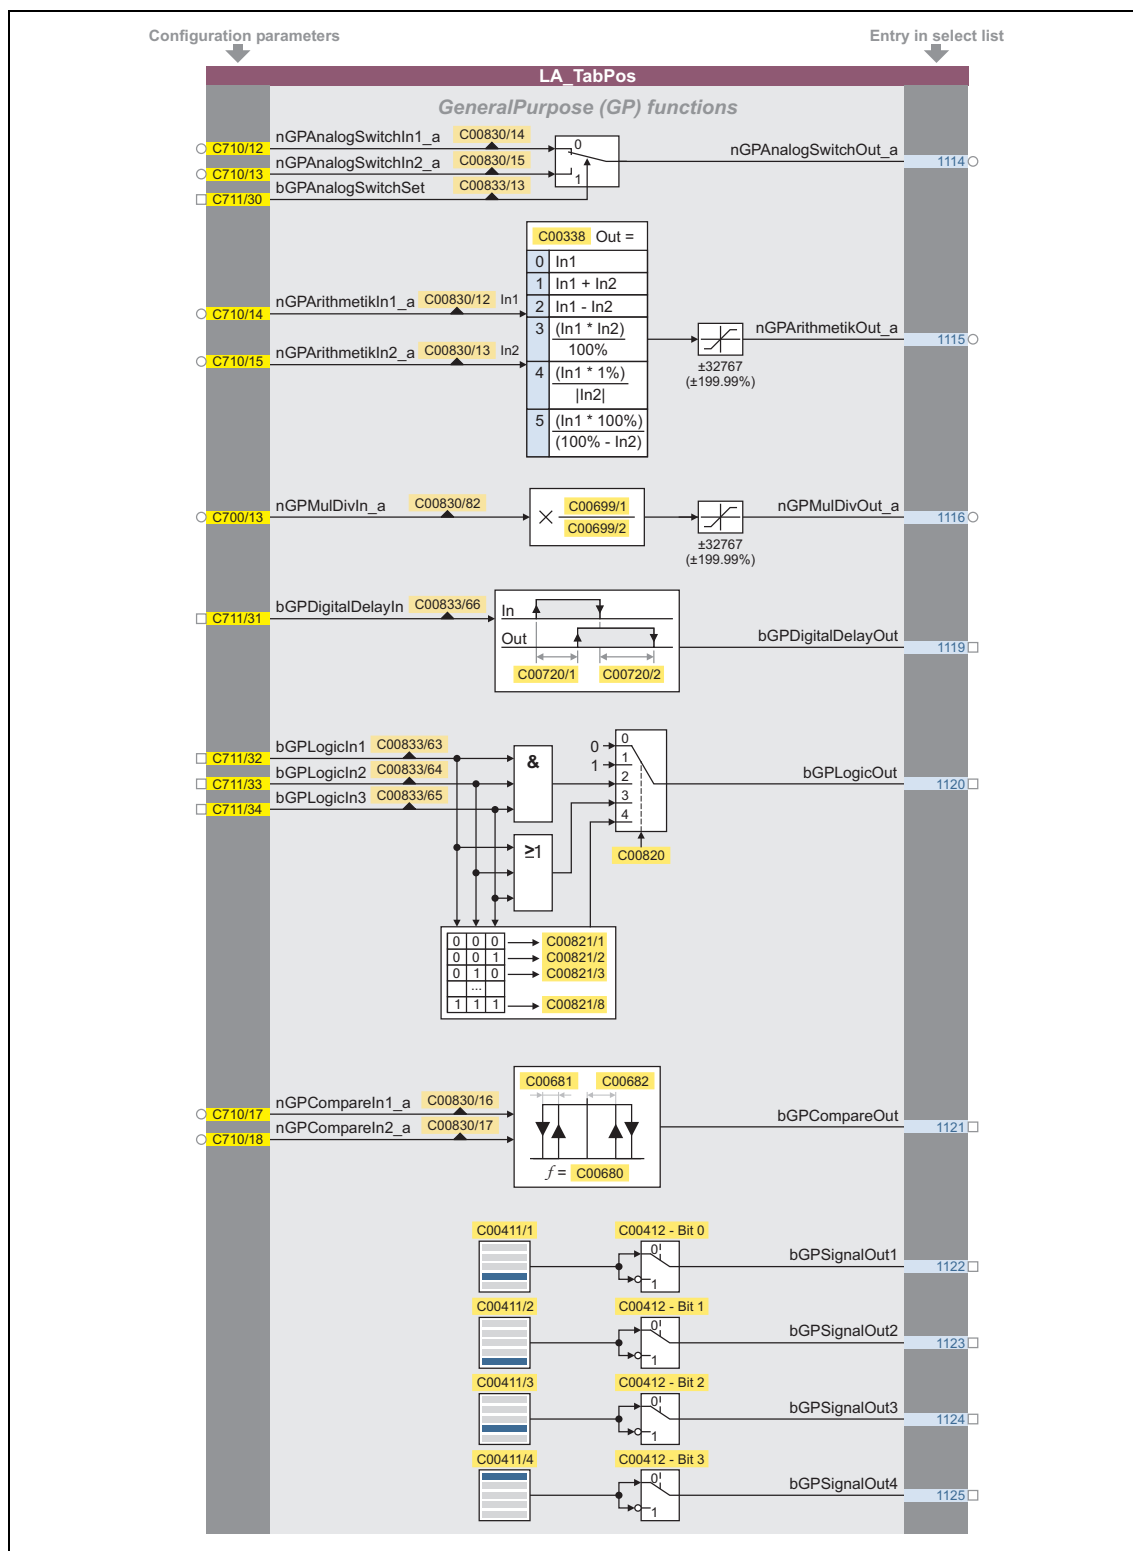 Configuration parameters
Entry in select list
LA_TabPos
GeneralPurpose (GP) functions
nGPAnalogSwitchIn1_a C00830/14
C710/12
nGPAnalogSwitchIn2_a C00830/15
C710/13
bGPAnalogSwitchSet C00833/13
C711/30
0
1
nGPAnalogSwitchOut_a
1114
C00338 Out =
0 In1
1 In1 + In2
2 In1 - In2
3 (In1 * In2)
100%
4 (In1 * 1%)
|In2|
5 (In1 * 100%)
(100% - In2)
nGPArithmetikIn1_a C00830/12 In1
C710/14
nGPArithmetikIn2_a C00830/13 In2
C710/15
±32767
(±199.99%)
nGPArithmetikOut_a
1115
nGPMulDivIn_a C00830/82
C700/13
× C00699/1
C00699/2
±32767
(±199.99%)
nGPMulDivOut_a
1116
bGPDigitalDelayIn C00833/66
C711/31
In
Out
C00720/1 C00720/2
bGPDigitalDelayOut
1119
bGPLogicIn1 C00833/63
C711/32
bGPLogicIn2 C00833/64
C711/33
bGPLogicIn3 C00833/65
C711/34
&
≥1
0 0
1 1
2
3
4
C00820
bGPLogicOut
1120
0 0 0 C00821/1
0 0 1 C00821/2
0 1 0 C00821/3
...
1 1 1 C00821/8
nGPCompareIn1_a C00830/16
C710/17
nGPCompareIn2_a C00830/17
C710/18
C00681 C00682
f = C00680
bGPCompareOut
1121
C00411/1 C00412 - Bit 0
0
1
bGPSignalOut1
1122
C00411/2 C00412 - Bit 1
0
1
bGPSignalOut2
1123
C00411/3 C00412 - Bit 2
0
1
bGPSignalOut3
1124
C00411/4 C00412 - Bit 3
0
1
bGPSignalOut4
1125